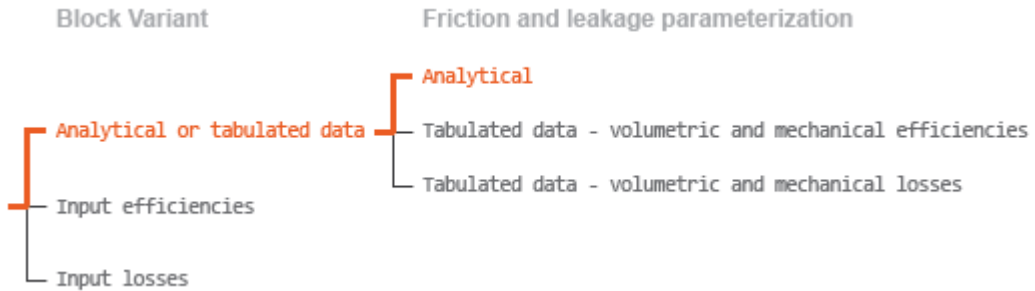 Block Variant
Friction and leakage parameterization
Analytical
Analytical or tabulated data
Tabulated data - volumetric and mechanical efficiencies
Tabulated data - volumetric and mechanical losses
Input efficiencies
Input losses